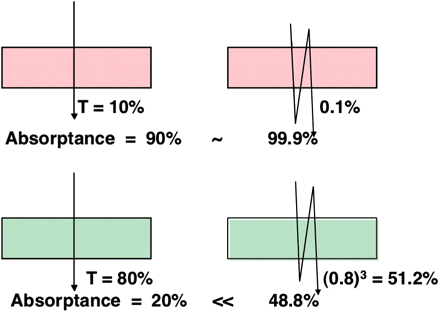 T = 10% 0.1%
Absorptance = 90% ~ 99.9%
T = 80% (0.8)³ = 51.2%
Absorptance = 20% << 48.8%